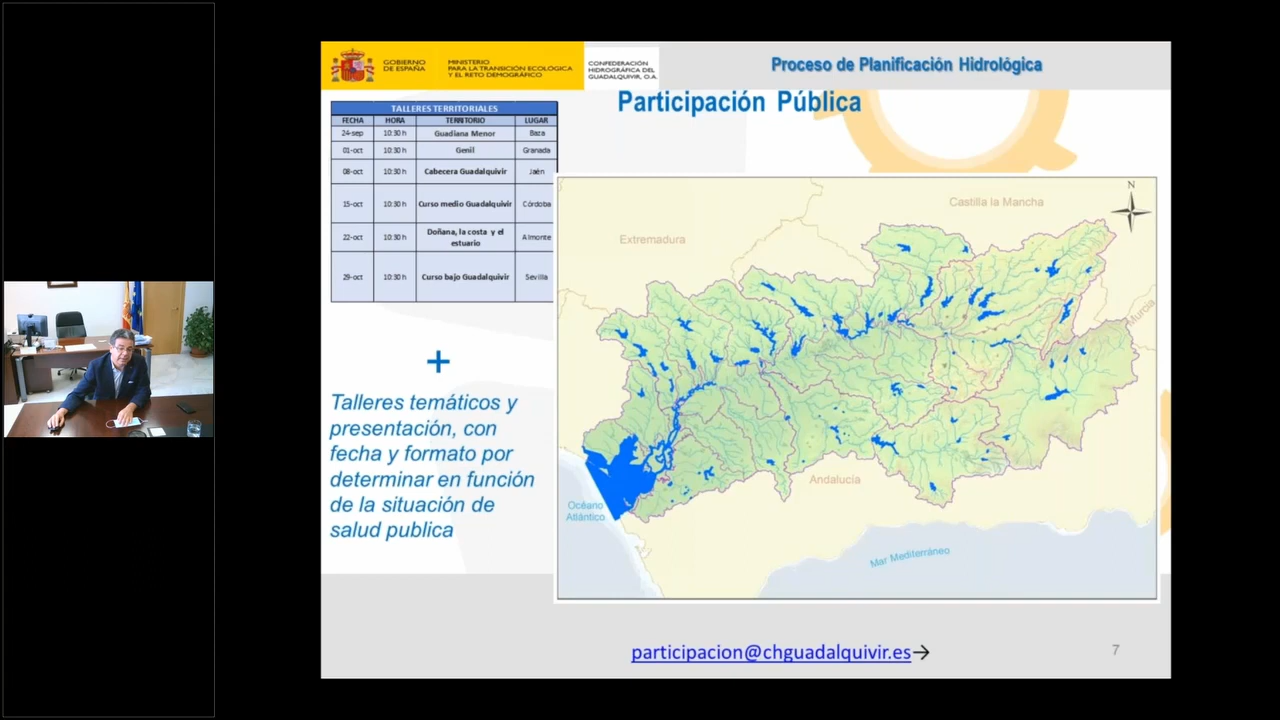 GOBIERNO
DE ESPAÑA
MINISTERIO
PARA LA TRANSICIÓN ECOLÓGICA
Y EL RETO DEMOGRÁFICO
CONFEDERACIÓN
HIDROGRÁFICA DEL
GUADALQUIVIR, O.A.
Proceso de Planificación Hidrológica
Participación Pública
TALLERES TERRITORIALES
FECHA HORA TERRITORIO LUGAR
24-sep 10:30 h Guadiana Menor Baza
01-oct 10:30 h Genil Granada
08-oct 10:30 h Cabecera Guadalquivir Jaén
15-oct 10:30 h Curso medio Guadalquivir Córdoba
22-oct 10:30 h Doñana, la costa y el
estuario Almonte
29-oct 10:30 h Curso bajo Guadalquivir Sevilla
+
Talleres temáticos y
presentación, con
fecha y formato por
determinar en función
de la situación de
salud publica
N
Castilla la Mancha
Extremadura
Murcia
Andalucía
Océano
Atlántico
Mar Mediterráneo
participacion@chguadalquivir.es→
7